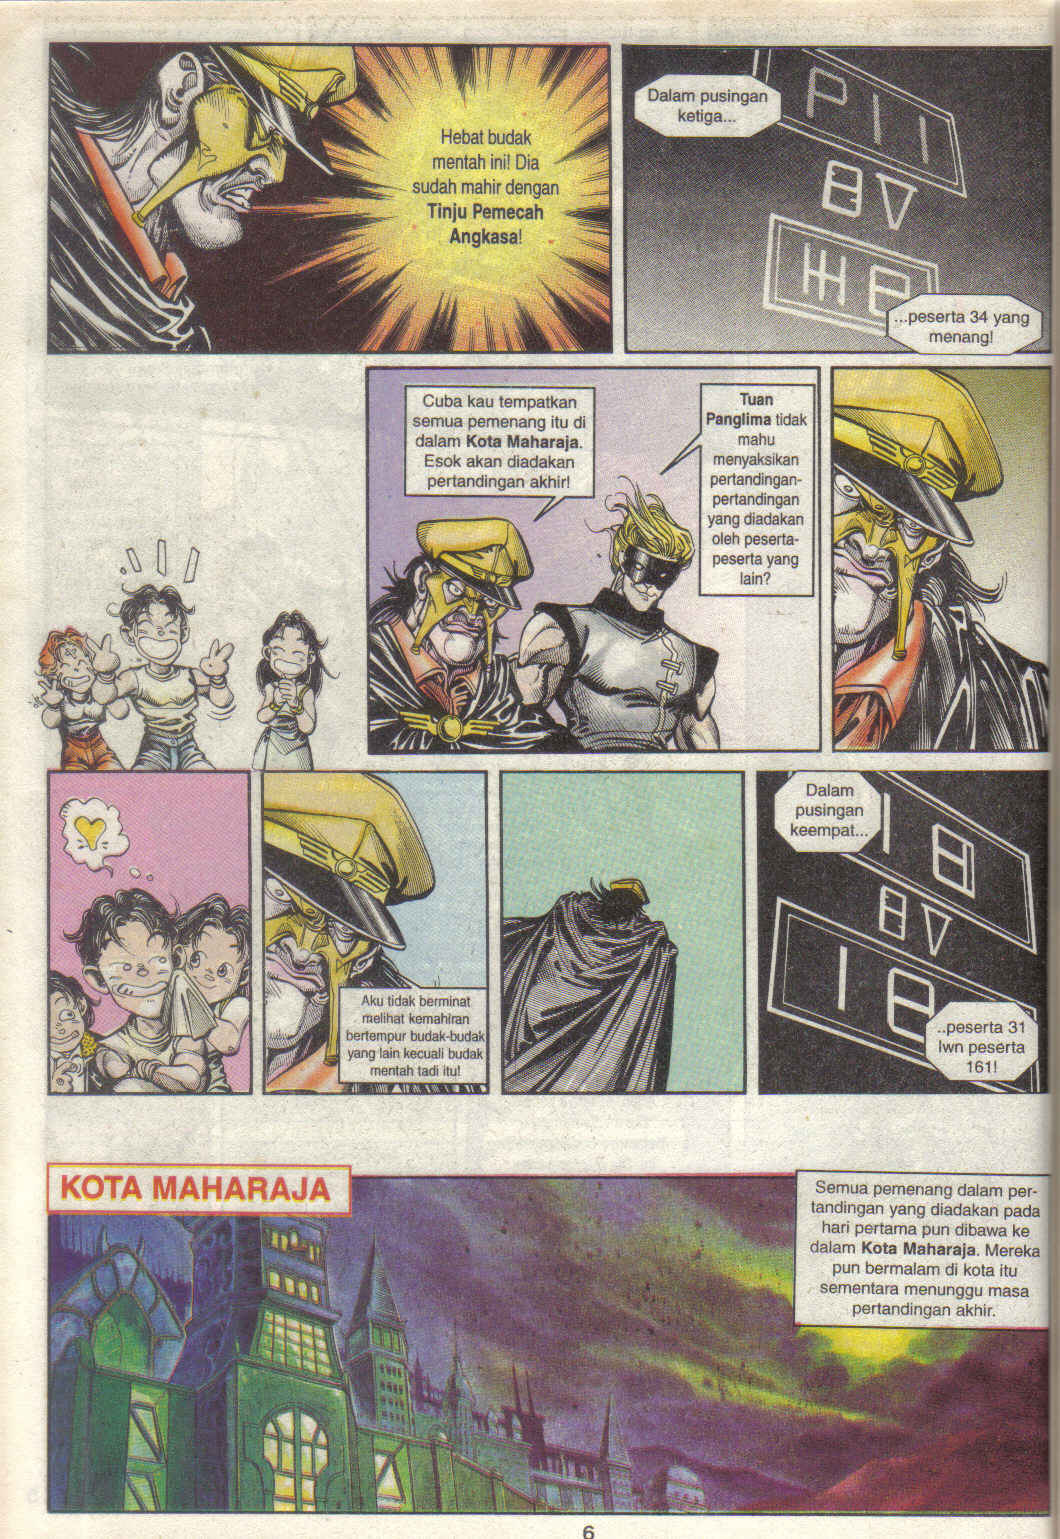 Hebat budak
mentah ini! Dia
sudah mahir dengan
Tinju Pemecah
Angkasa!
Dalam pusingan
ketiga...
...peserta 34 yang
menang!
Cuba kau tempatkan
semua pemenang itu di
dalam Kota Maharaja.
Esok akan diadakan
pertandingan akhir!
Tuan
Panglima tidak
mahu
menyaksikan
pertandingan-
pertandingan
yang diadakan
oleh peserta-
peserta yang
lain?
Aku tidak berminat
melihat kemahiran
bertempur budak-budak
yang lain kecuali budak
mentah tadi itu!
Dalam
pusingan
keempat...
..peserta 31
lwn peserta
161!
KOTA MAHARAJA
Semua pemenang dalam per-
tandingan yang diadakan pada
hari pertama pun dibawa ke
dalam Kota Maharaja. Mereka
pun bermalam di kota itu
sementara menunggu masa
pertandingan akhir.
6